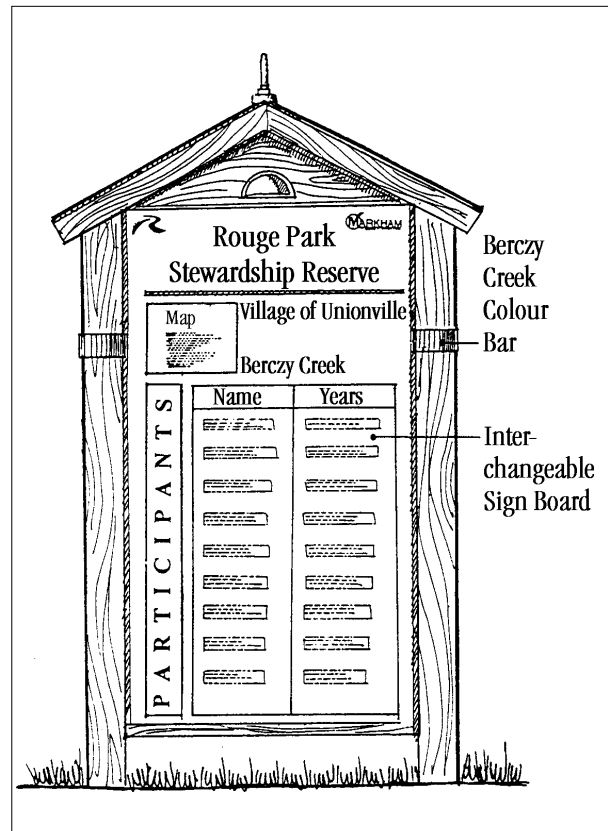 MARKHAM
Rouge Park
Stewardship Reserve
Map
Village of Unionville
Berczy Creek
PARTICIPANTS
Name Years
Berczy
Creek
Colour
Bar
Inter-
changeable
Sign Board